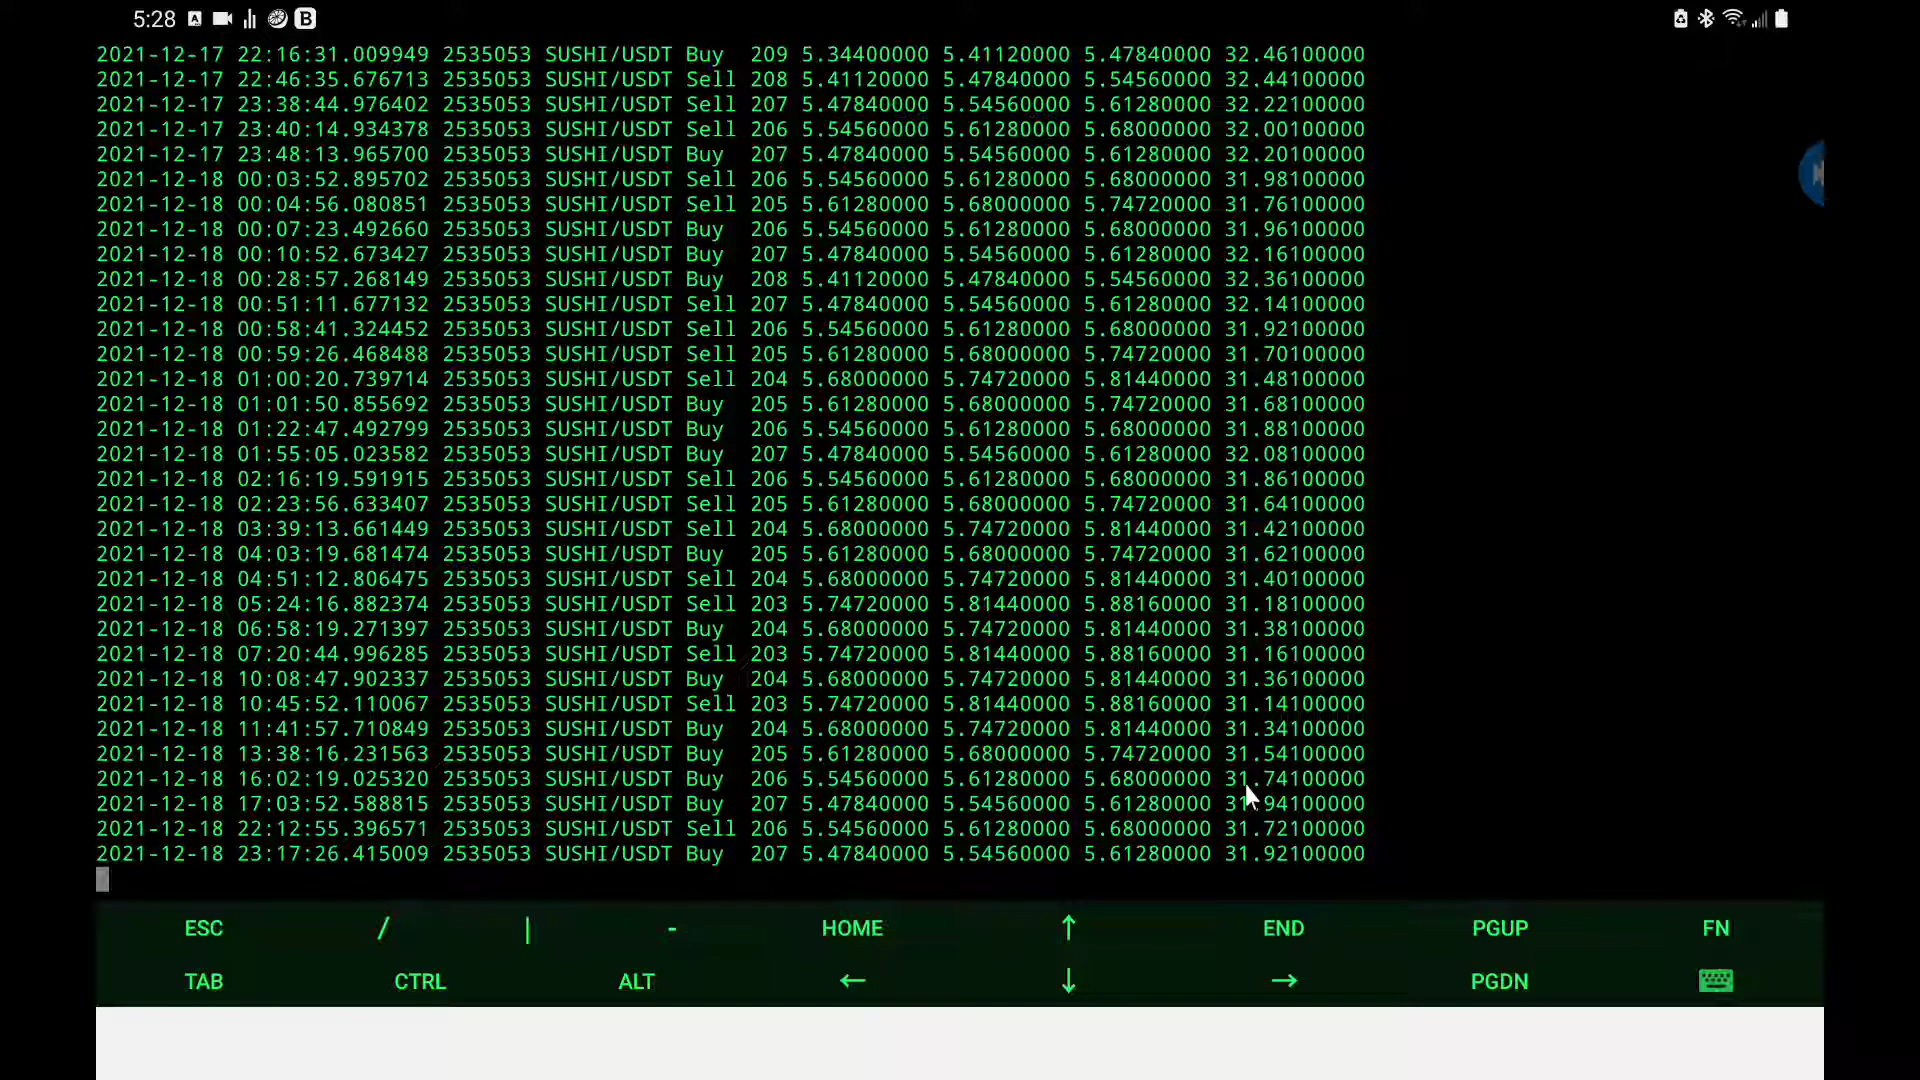 5:28
2021-12-17 22:16:31.009949 2535053 SUSHI/USDT Buy 209 5.34400000 5.41120000 5.47840000 32.46100000
2021-12-17 22:46:35.676713 2535053 SUSHI/USDT Sell 208 5.41120000 5.47840000 5.54560000 32.44100000
2021-12-17 23:38:44.976402 2535053 SUSHI/USDT Sell 207 5.47840000 5.54560000 5.61280000 32.22100000
2021-12-17 23:40:14.934378 2535053 SUSHI/USDT Sell 206 5.54560000 5.61280000 5.68000000 32.00100000
2021-12-17 23:48:13.965700 2535053 SUSHI/USDT Buy 207 5.47840000 5.54560000 5.61280000 32.20100000
2021-12-18 00:03:52.895702 2535053 SUSHI/USDT Sell 206 5.54560000 5.61280000 5.68000000 31.98100000
2021-12-18 00:04:56.080851 2535053 SUSHI/USDT Sell 205 5.61280000 5.68000000 5.74720000 31.76100000
2021-12-18 00:07:23.492660 2535053 SUSHI/USDT Buy 206 5.54560000 5.61280000 5.68000000 31.96100000
2021-12-18 00:10:52.673427 2535053 SUSHI/USDT Buy 207 5.47840000 5.54560000 5.61280000 32.16100000
2021-12-18 00:28:57.268149 2535053 SUSHI/USDT Buy 208 5.41120000 5.47840000 5.54560000 32.36100000
2021-12-18 00:51:11.677132 2535053 SUSHI/USDT Sell 207 5.47840000 5.54560000 5.61280000 32.14100000
2021-12-18 00:58:41.324452 2535053 SUSHI/USDT Sell 206 5.54560000 5.61280000 5.68000000 31.92100000
2021-12-18 00:59:26.468488 2535053 SUSHI/USDT Sell 205 5.61280000 5.68000000 5.74720000 31.70100000
2021-12-18 01:00:20.739714 2535053 SUSHI/USDT Sell 204 5.68000000 5.74720000 5.81440000 31.48100000
2021-12-18 01:01:50.855692 2535053 SUSHI/USDT Buy 205 5.61280000 5.68000000 5.74720000 31.68100000
2021-12-18 01:22:47.492799 2535053 SUSHI/USDT Buy 206 5.54560000 5.61280000 5.68000000 31.88100000
2021-12-18 01:55:05.023582 2535053 SUSHI/USDT Buy 207 5.47840000 5.54560000 5.61280000 32.08100000
2021-12-18 02:16:19.591915 2535053 SUSHI/USDT Sell 206 5.54560000 5.61280000 5.68000000 31.86100000
2021-12-18 02:23:56.633407 2535053 SUSHI/USDT Sell 205 5.61280000 5.68000000 5.74720000 31.64100000
2021-12-18 03:39:13.661449 2535053 SUSHI/USDT Sell 204 5.68000000 5.74720000 5.81440000 31.42100000
2021-12-18 04:03:19.681474 2535053 SUSHI/USDT Buy 205 5.61280000 5.68000000 5.74720000 31.62100000
2021-12-18 04:51:12.806475 2535053 SUSHI/USDT Sell 204 5.68000000 5.74720000 5.81440000 31.40100000
2021-12-18 05:24:16.882374 2535053 SUSHI/USDT Sell 203 5.74720000 5.81440000 5.88160000 31.18100000
2021-12-18 06:58:19.271397 2535053 SUSHI/USDT Buy 204 5.68000000 5.74720000 5.81440000 31.38100000
2021-12-18 07:20:44.996285 2535053 SUSHI/USDT Sell 203 5.74720000 5.81440000 5.88160000 31.16100000
2021-12-18 10:08:47.902337 2535053 SUSHI/USDT Buy 204 5.68000000 5.74720000 5.81440000 31.36100000
2021-12-18 10:45:52.110067 2535053 SUSHI/USDT Sell 203 5.74720000 5.81440000 5.88160000 31.14100000
2021-12-18 11:41:57.710849 2535053 SUSHI/USDT Buy 204 5.68000000 5.74720000 5.81440000 31.34100000
2021-12-18 13:38:16.231563 2535053 SUSHI/USDT Buy 205 5.61280000 5.68000000 5.74720000 31.54100000
2021-12-18 16:02:19.025320 2535053 SUSHI/USDT Buy 206 5.54560000 5.61280000 5.68000000 31.74100000
2021-12-18 17:03:52.588815 2535053 SUSHI/USDT Buy 207 5.47840000 5.54560000 5.61280000 31.94100000
2021-12-18 22:12:55.396571 2535053 SUSHI/USDT Sell 206 5.54560000 5.61280000 5.68000000 31.72100000
2021-12-18 23:17:26.415009 2535053 SUSHI/USDT Buy 207 5.47840000 5.54560000 5.61280000 31.92100000
ESC / | - HOME ↑ END PGUP FN
TAB CTRL ALT ← ↓ → PGDN